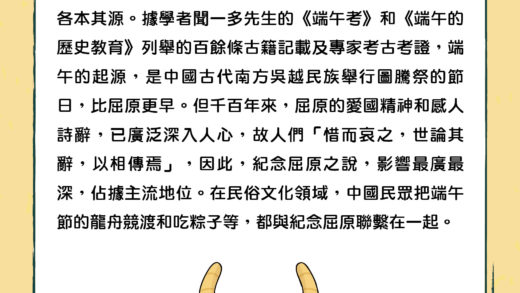 各本其源。據學者聞一多先生的《端午考》和《端午的
歷史教育》列舉的百餘條古籍記載及專家考古考證，端
午的起源，是中國古代南方吳越民族舉行圖騰祭的節
日，比屈原更早。但千百年來，屈原的愛國精神和感人
詩辭，已廣泛深入人心，故人們「惜而哀之，世論其
辭，以相傳焉」，因此，紀念屈原之說，影響最廣最
深，佔據主流地位。在民俗文化領域，中國民眾把端午
節的龍舟競渡和吃粽子等，都與紀念屈原聯繫在一起。